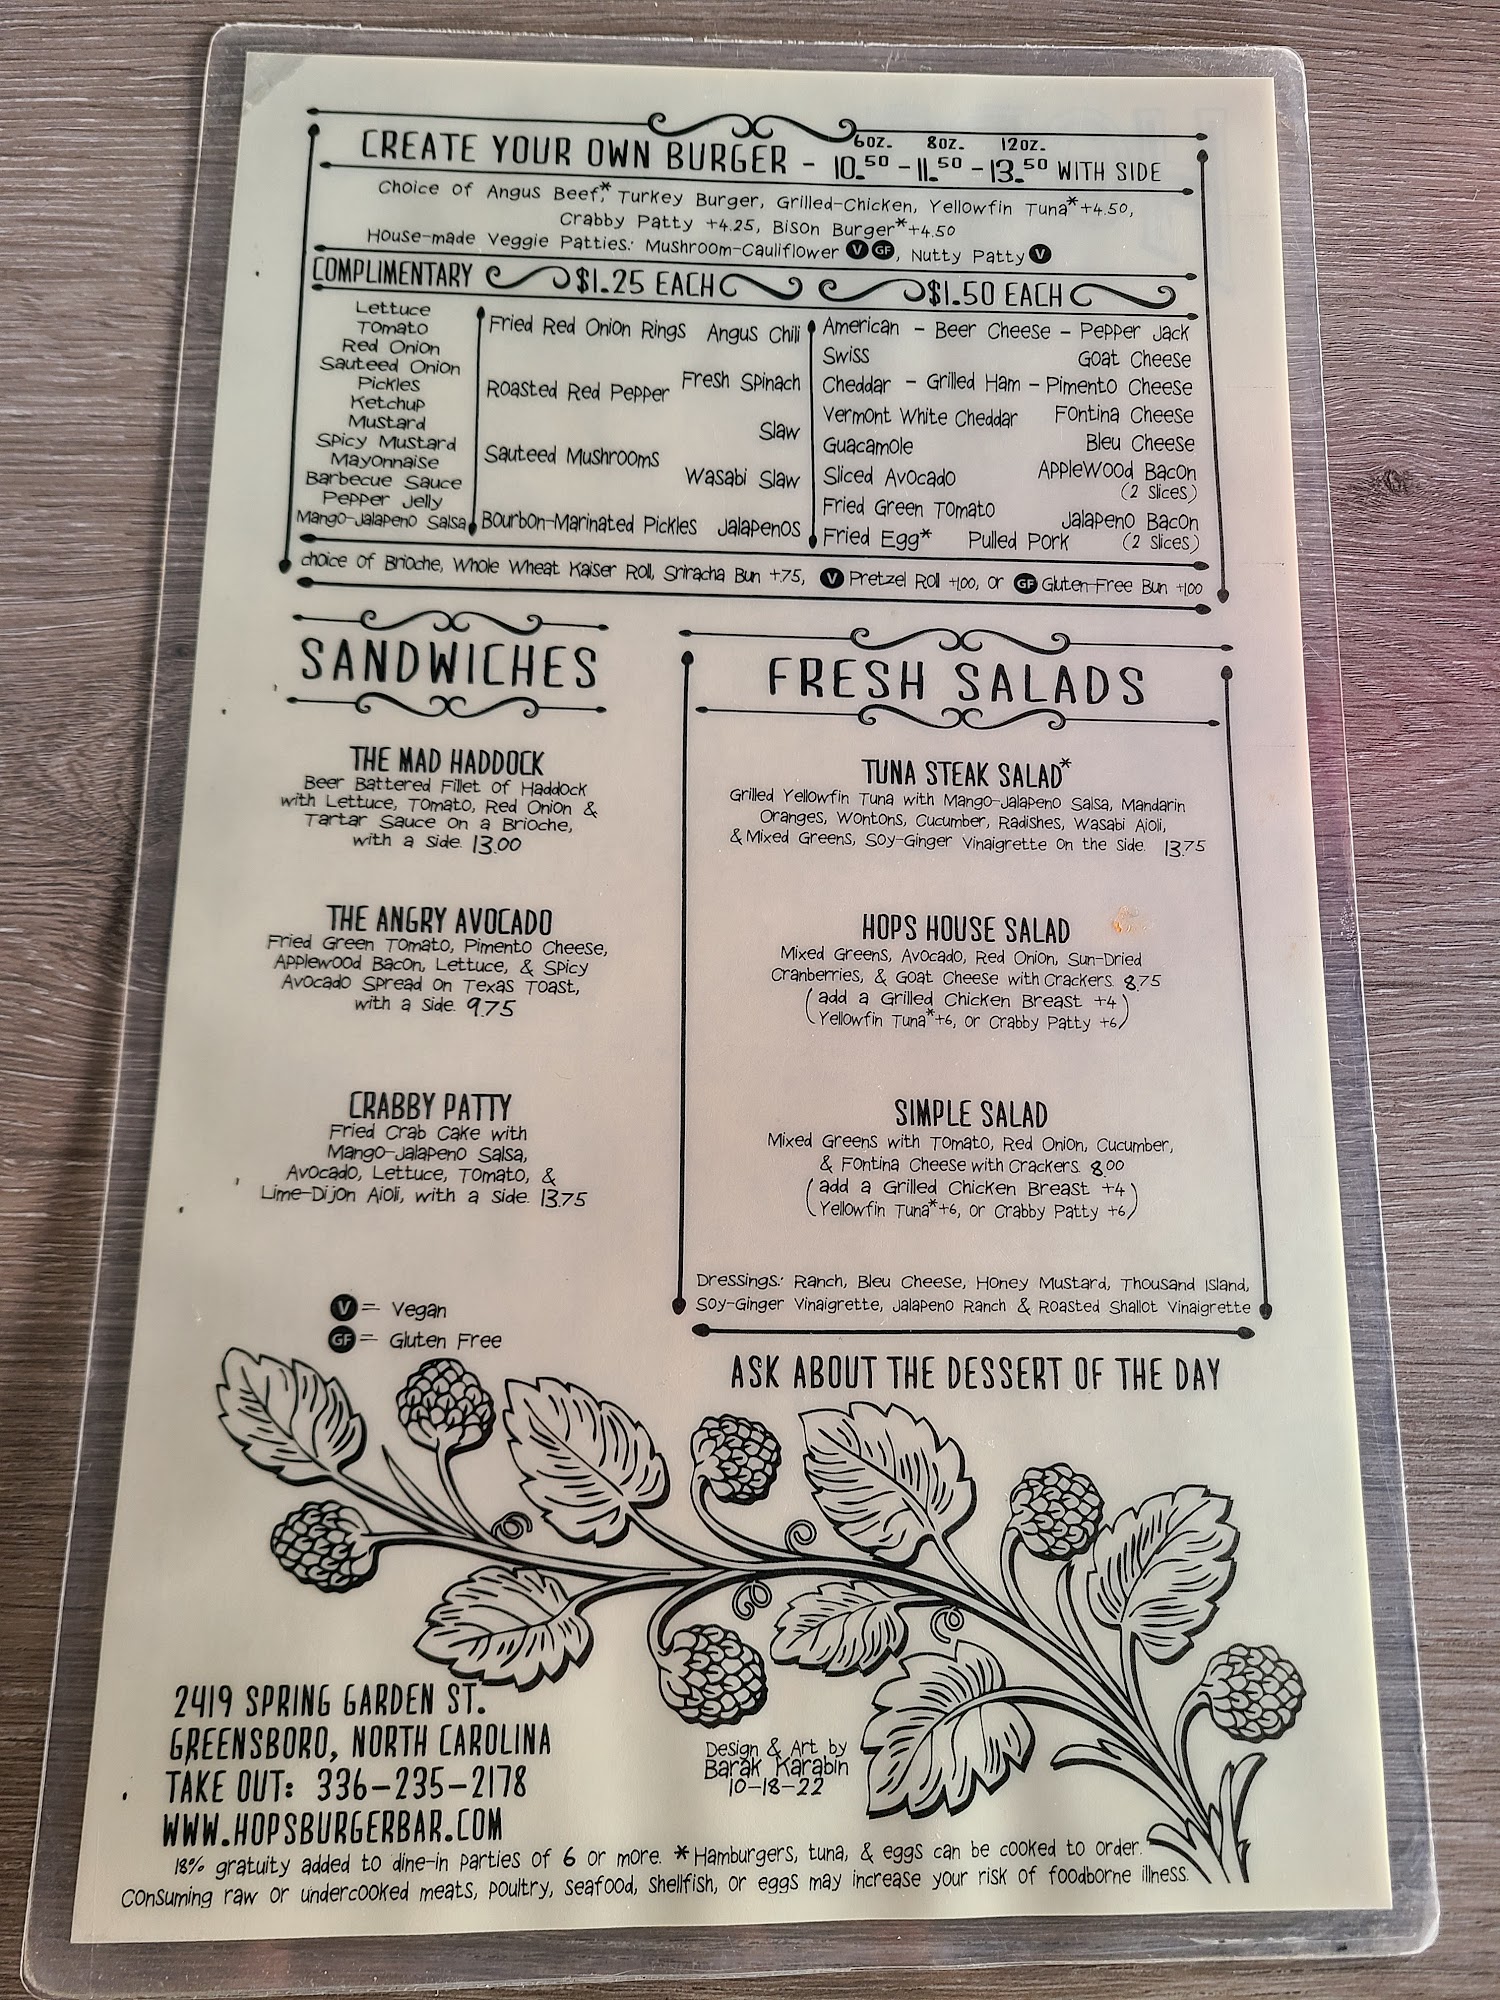 CREATE YOUR OWN BURGER - 6OZ. 10.50 - 8OZ. 11.50 - 12OZ. 13.50 WITH SIDE
Choice of Angus Beef*, Turkey Burger, Grilled-Chicken, Yellowfin Tuna*+4.50,
Crabby Patty +4.25, Bison Burger*+4.50
House-made Veggie Patties: Mushroom-Cauliflower V GF, Nutty Patty V
COMPLIMENTARY
Lettuce
Tomato
Red Onion
Sauteed Onion
Pickles
Ketchup
Mustard
Spicy Mustard
Mayonnaise
Barbecue Sauce
Pepper Jelly
Mango-Jalapeno Salsa
$1.25 EACH
Fried Red Onion Rings Angus Chili
Roasted Red Pepper Fresh Spinach
Slaw
Sauteed Mushrooms
Wasabi Slaw
Bourbon-Marinated Pickles Jalapenos
$1.50 EACH
American - Beer Cheese - Pepper Jack
Swiss Goat Cheese
Cheddar - Grilled Ham - Pimento Cheese
Vermont White Cheddar Fontina Cheese
Guacamole Bleu Cheese
Sliced Avocado Applewood Bacon
(2 Slices)
Fried Green Tomato Jalapeno Bacon
Fried Egg* Pulled Pork (2 Slices)
choice of Brioche, Whole Wheat Kaiser Roll, Sriracha Bun +.75, V Pretzel Roll +1.00, or GF Gluten-Free Bun +1.00
SANDWICHES
THE MAD HADDOCK
Beer Battered Fillet of Haddock
with Lettuce, Tomato, Red Onion &
Tartar Sauce on a Brioche,
with a side. 13.00
THE ANGRY AVOCADO
Fried Green Tomato, Pimento Cheese,
Applewood Bacon, Lettuce, & Spicy
Avocado Spread on Texas Toast,
with a side. 9.75
CRABBY PATTY
Fried Crab Cake with
Mango-Jalapeno Salsa,
Avocado, Lettuce, Tomato, &
Lime-Dijon Aioli, with a side. 13.75
V = Vegan
GF = Gluten Free
FRESH SALADS
TUNA STEAK SALAD*
Grilled Yellowfin Tuna with Mango-Jalapeno Salsa, Mandarin
Oranges, Wontons, Cucumber, Radishes, Wasabi Aioli,
& Mixed Greens, Soy-Ginger Vinaigrette on the side. 13.75
HOPS HOUSE SALAD
Mixed Greens, Avocado, Red Onion, Sun-Dried
Cranberries, & Goat Cheese with Crackers. 8.75
(add a Grilled Chicken Breast +4
Yellowfin Tuna*+6, or Crabby Patty +6)
SIMPLE SALAD
Mixed Greens with Tomato, Red Onion, Cucumber,
& Fontina Cheese with Crackers. 8.00
(add a Grilled Chicken Breast +4
Yellowfin Tuna*+6, or Crabby Patty +6)
Dressings: Ranch, Bleu Cheese, Honey Mustard, Thousand Island,
Soy-Ginger Vinaigrette, Jalapeno Ranch & Roasted Shallot Vinaigrette
ASK ABOUT THE DESSERT OF THE DAY
2419 SPRING GARDEN ST.
GREENSBORO, NORTH CAROLINA
TAKE OUT: 336-235-2178
WWW.HOPSBURGERBAR.COM
Design & Art by
Barak Karabin
10-18-22
18% gratuity added to dine-in parties of 6 or more. *Hamburgers, tuna, & eggs can be cooked to order.
Consuming raw or undercooked meats, poultry, seafood, shellfish, or eggs may increase your risk of foodborne illness.